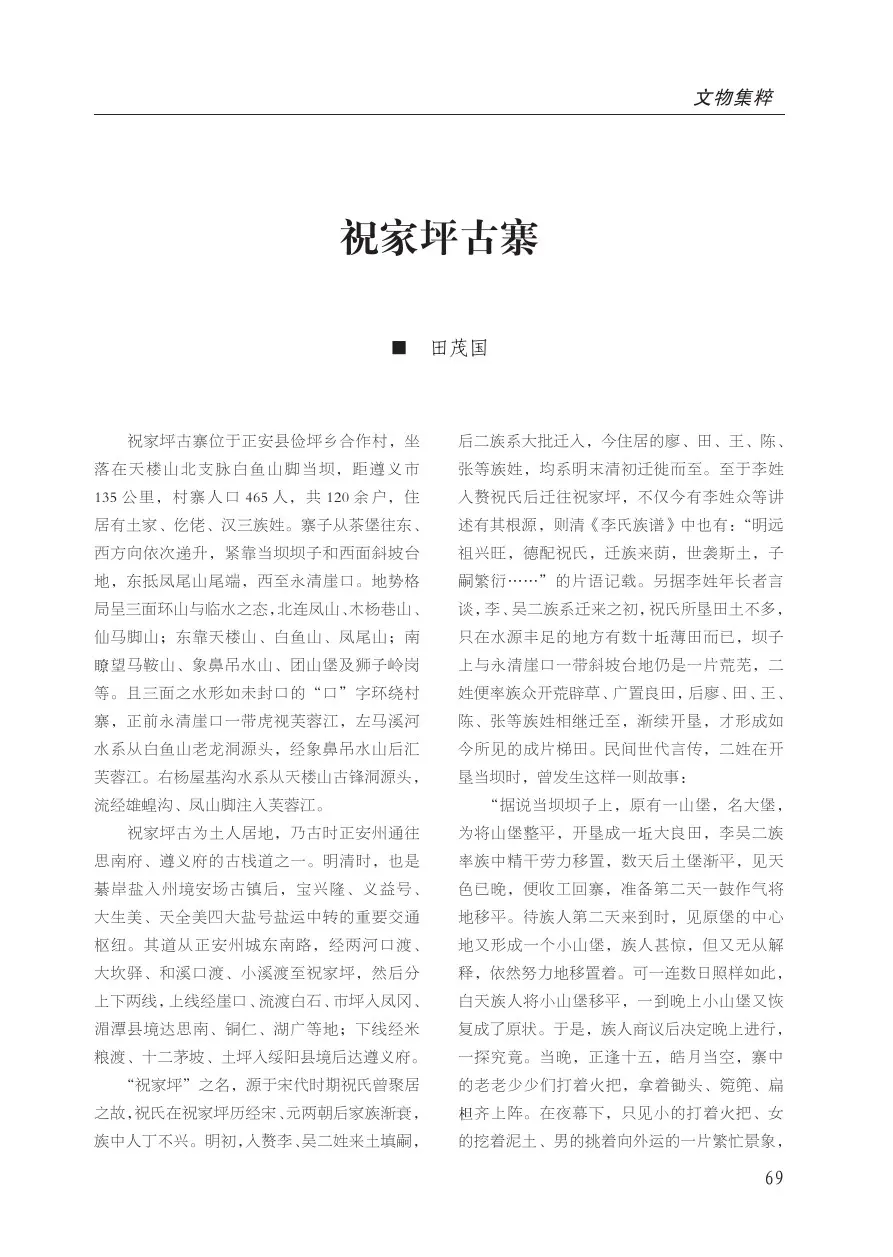 文物集粹
祝家坪古寨
■ 田茂国
祝家坪古寨位于正安县俭坪乡合作村，坐
落在天楼山北支脉白鱼山脚当坝，距遵义市
135 公里，村寨人口 465 人，共 120 余户，住
居有土家、仡佬、汉三族姓。寨子从茶堡往东、
西方向依次递升，紧靠当坝坝子和西面斜坡台
地，东抵凤尾山尾端，西至永清崖口。地势格
局呈三面环山与临水之态，北连凤山、木杨巷山、
仙马脚山；东靠天楼山、白鱼山、凤尾山；南
瞭望马鞍山、象鼻吊水山、团山堡及狮子岭岗
等。且三面之水形如未封口的“口”字环绕村
寨，正前永清崖口一带虎视芙蓉江，左马溪河
水系从白鱼山老龙洞源头，经象鼻吊水山后汇
芙蓉江。右杨屋基沟水系从天楼山古锋洞源头，
流经雄蝗沟、凤山脚注入芙蓉江。
祝家坪古为土人居地，乃古时正安州通往
思南府、遵义府的古栈道之一。明清时，也是
綦岸盐入州境安场古镇后，宝兴隆、义益号、
大生美、天全美四大盐号盐运中转的重要交通
枢纽。其道从正安州城东南路，经两河口渡、
大坎驿、和溪口渡、小溪渡至祝家坪，然后分
上下两线，上线经崖口、流渡白石、市坪入凤冈、
湄潭县境达思南、铜仁、湖广等地；下线经米
粮渡、十二茅坡、土坪入绥阳县境后达遵义府。
“祝家坪”之名，源于宋代时期祝氏曾聚居
之故，祝氏在祝家坪历经宋、元两朝后家族渐衰，
族中人丁不兴。明初，入赘李、吴二姓来土填嗣，
后二族系大批迁入，今住居的廖、田、王、陈、
张等族姓，均系明末清初迁徙而至。至于李姓
入赘祝氏后迁往祝家坪，不仅今有李姓众等讲
述有其根源，则清《李氏族谱》中也有：“明远
祖兴旺，德配祝氏，迁族来荫，世袭斯土，子
嗣繁衍……”的片语记载。另据李姓年长者言
谈，李、吴二族系迁来之初，祝氏所垦田土不多，
只在水源丰足的地方有数十坵薄田而已，坝子
上与永清崖口一带斜坡台地仍是一片荒芜，二
姓便率族众开荒辟草、广置良田，后廖、田、王、
陈、张等族姓相继迁至，渐续开垦，才形成如
今所见的成片梯田。民间世代言传，二姓在开
垦当坝时，曾发生这样一则故事：
“据说当坝坝子上，原有一山堡，名大堡，
为将山堡整平，开垦成一坵大良田，李吴二族
率族中精干劳力移置，数天后土堡渐平，见天
色已晚，便收工回寨，准备第二天一鼓作气将
地移平。待族人第二天来到时，见原堡的中心
地又形成一个小山堡，族人甚惊，但又无从解
释，依然努力地移置着。可一连数日照样如此，
白天族人将小山堡移平，一到晚上小山堡又恢
复成了原状。于是，族人商议后决定晚上进行，
一探究竟。当晚，正逢十五，皓月当空，寨中
的老老少少们打着火把，拿着锄头、篼篼、扁
担齐上阵。在夜幕下，只见小的打着火把、女
的挖着泥土、男的挑着向外运的一片繁忙景象，
69